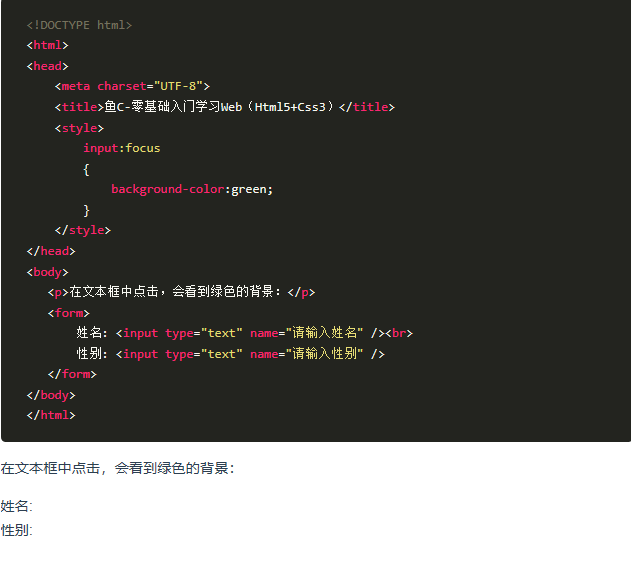 <!DOCTYPE html>
<html>
<head>
    <meta charset="UTF-8">
    <title>鱼C-零基础入门学习Web（Html5+Css3）</title>
    <style>
        input:focus
        {
            background-color:green;
        }
    </style>
</head>
<body>
   <p>在文本框中点击，会看到绿色的背景：</p>
   <form>
       姓名：<input type="text" name="请输入姓名" /><br>
       性别：<input type="text" name="请输入性别" />
   </form>
</body>
</html>
在文本框中点击，会看到绿色的背景：
姓名:
性别: